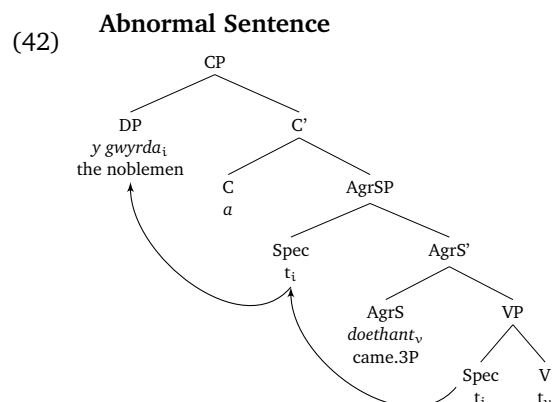 Abnormal Sentence
(42)
CP
DP C'
y gwyrdaᵢ
the noblemen
C AgrSP
a
Spec AgrS'
tᵢ
AgrS VP
doethantᵥ
came.3P
Spec V
tᵢ tᵥ